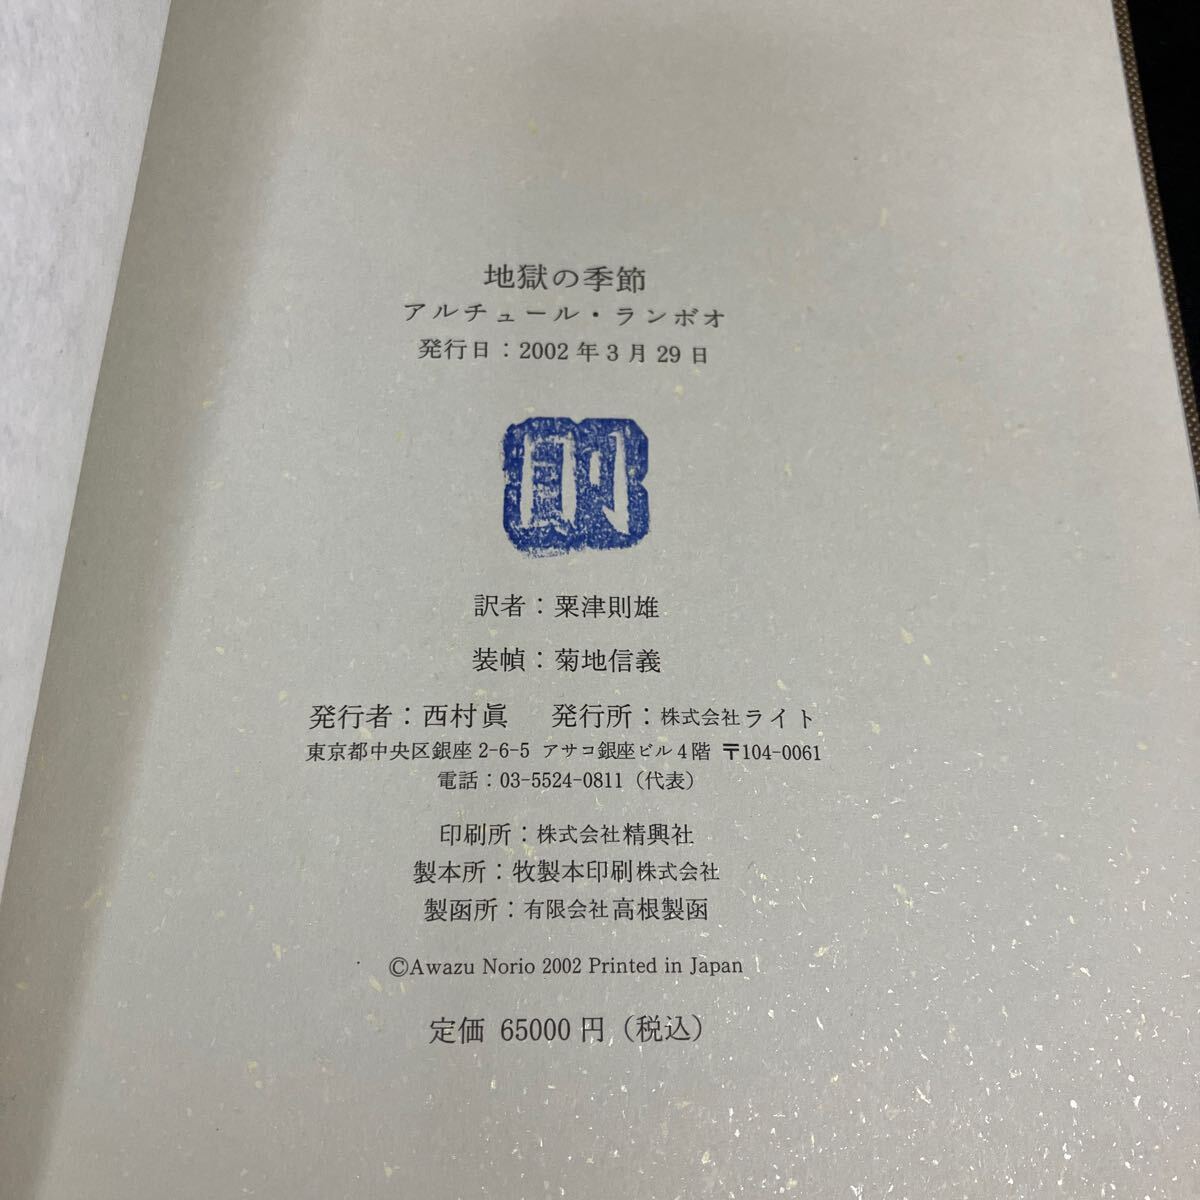 地獄の季節
アルチュール・ランボオ
発行日：2002年3月29日
則
訳者：粟津則雄
装幀：菊地信義
発行者：西村眞　発行所：株式会社ライト
東京都中央区銀座2-6-5 アサコ銀座ビル4階 〒104-0061
電話：03-5524-0811（代表）
印刷所：株式会社精興社
製本所：牧製本印刷株式会社
製函所：有限会社高根製函
©Awazu Norio 2002 Printed in Japan
定価 65000円（税込）